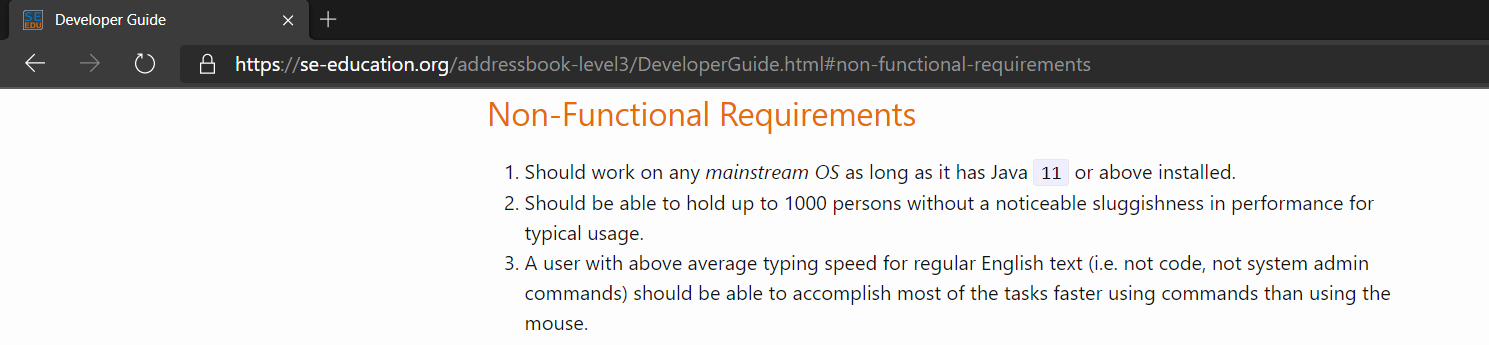 SE
EDU
Developer Guide
https://se-education.org/addressbook-level3/DeveloperGuide.html#non-functional-requirements
Non-Functional Requirements
1. Should work on any mainstream OS as long as it has Java 11 or above installed.
2. Should be able to hold up to 1000 persons without a noticeable sluggishness in performance for
typical usage.
3. A user with above average typing speed for regular English text (i.e. not code, not system admin
commands) should be able to accomplish most of the tasks faster using commands than using the
mouse.